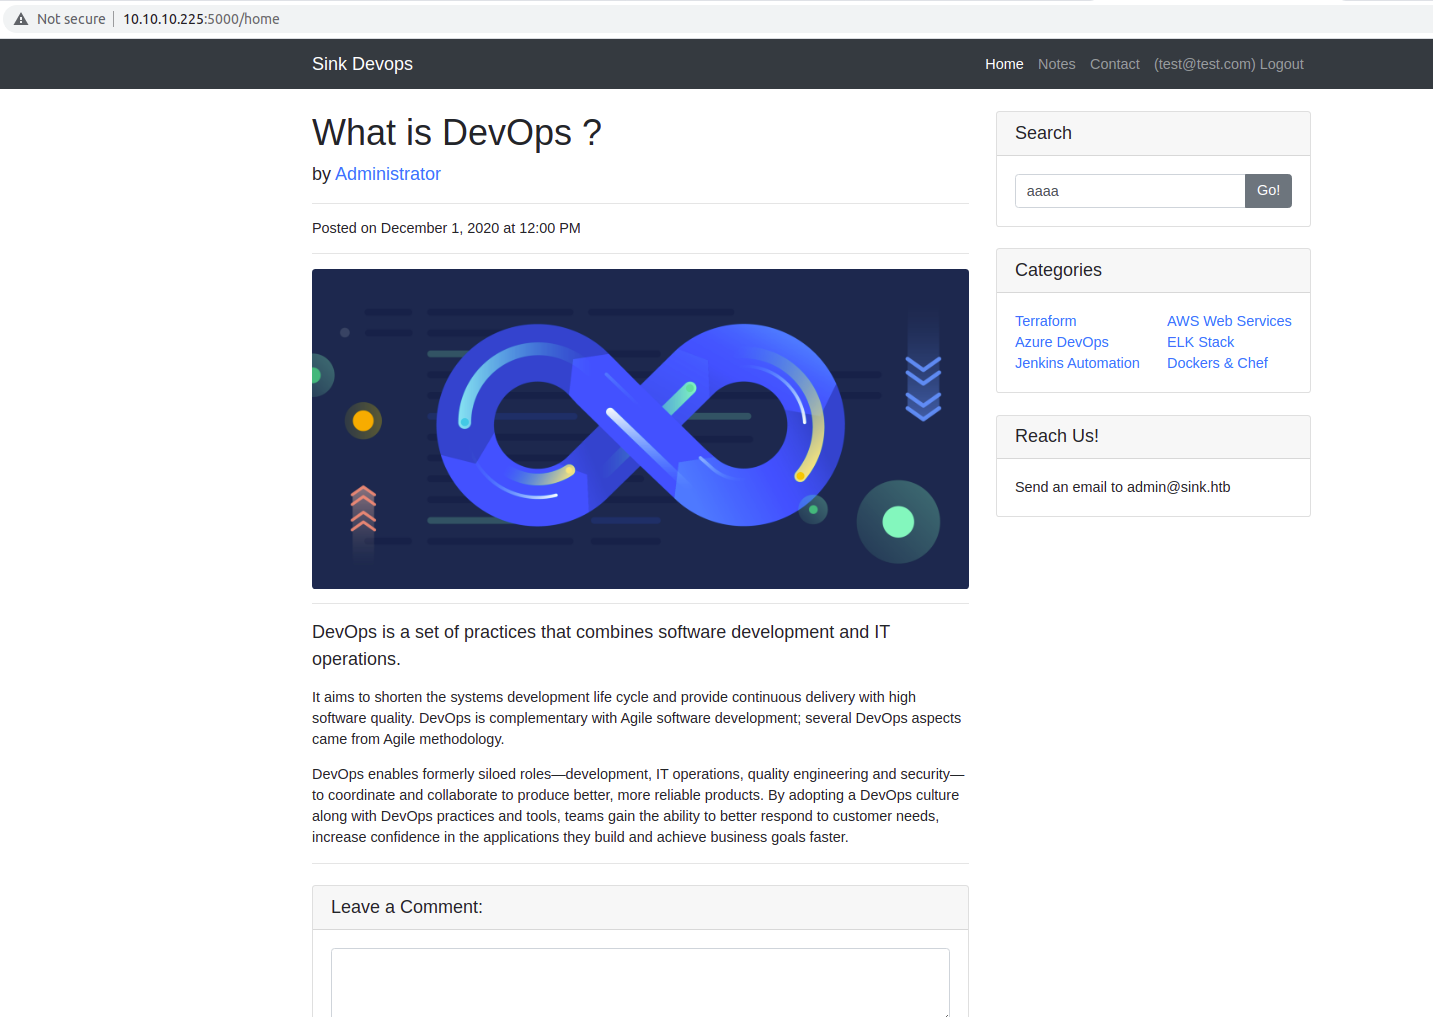 Not secure | 10.10.10.225:5000/home
Sink Devops
Home Notes Contact (test@test.com) Logout
What is DevOps ?
by Administrator
Posted on December 1, 2020 at 12:00 PM
DevOps is a set of practices that combines software development and IT
operations.
It aims to shorten the systems development life cycle and provide continuous delivery with high
software quality. DevOps is complementary with Agile software development; several DevOps aspects
came from Agile methodology.
DevOps enables formerly siloed roles—development, IT operations, quality engineering and security—
to coordinate and collaborate to produce better, more reliable products. By adopting a DevOps culture
along with DevOps practices and tools, teams gain the ability to better respond to customer needs,
increase confidence in the applications they build and achieve business goals faster.
Leave a Comment:
Search
aaaa Go!
Categories
Terraform AWS Web Services
Azure DevOps ELK Stack
Jenkins Automation Dockers & Chef
Reach Us!
Send an email to admin@sink.htb